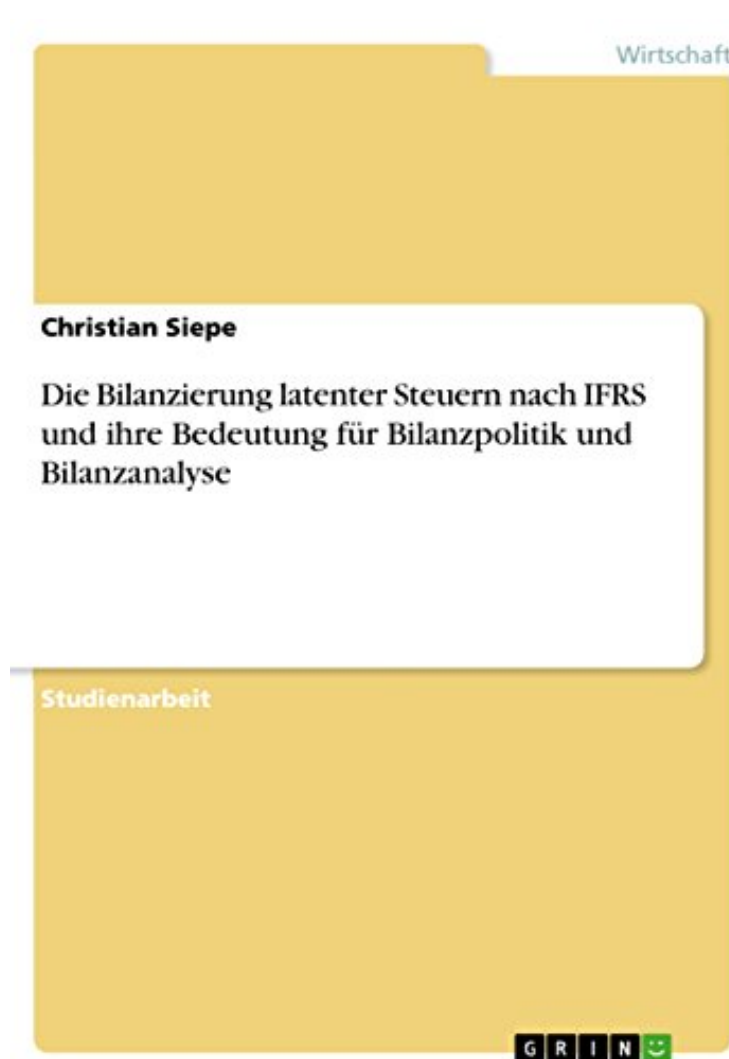 Wirtschaft
Christian Siepe
Die Bilanzierung latenter Steuern nach IFRS
und ihre Bedeutung für Bilanzpolitik und
Bilanzanalyse
Studienarbeit
GRIN